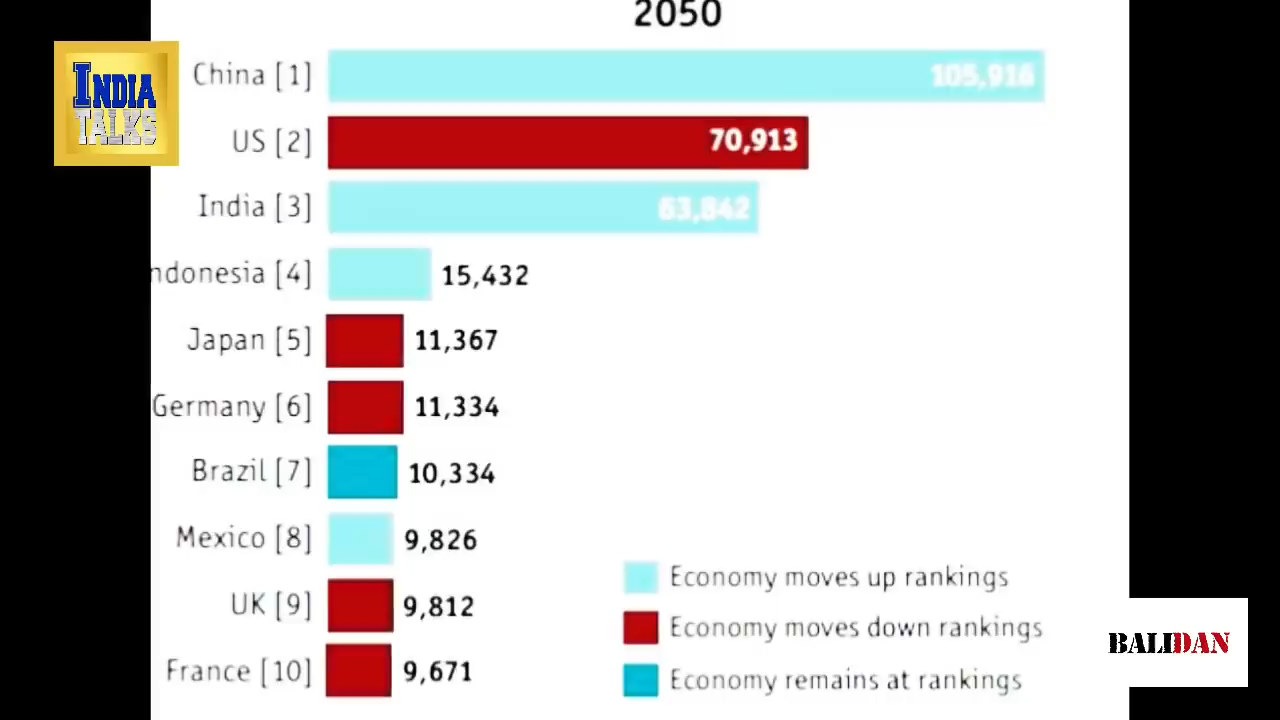 2050
INDIA
TALKS
China [1] 105,916
US [2] 70,913
India [3] 63,842
ndonesia [4] 15,432
Japan [5] 11,367
Germany [6] 11,334
Brazil [7] 10,334
Mexico [8] 9,826
UK [9] 9,812
France [10] 9,671
Economy moves up rankings
Economy moves down rankings
Economy remains at rankings
BALIDAN